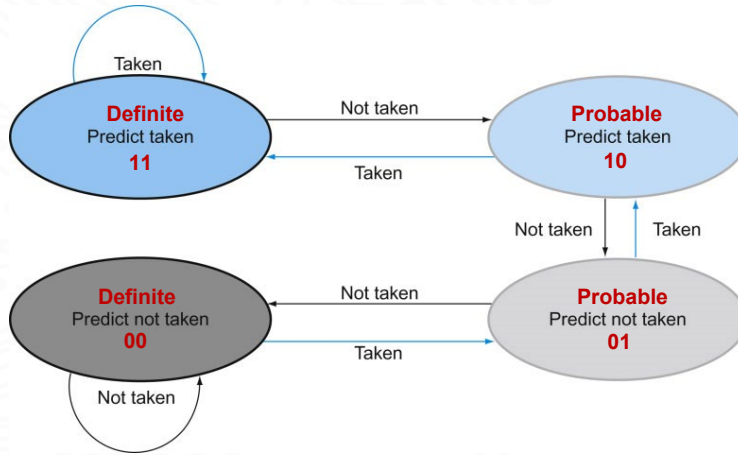 Taken
Definite
Predict taken
11
Not taken
Taken
Probable
Predict taken
10
Not taken
Taken
Definite
Predict not taken
00
Not taken
Taken
Probable
Predict not taken
01
Not taken